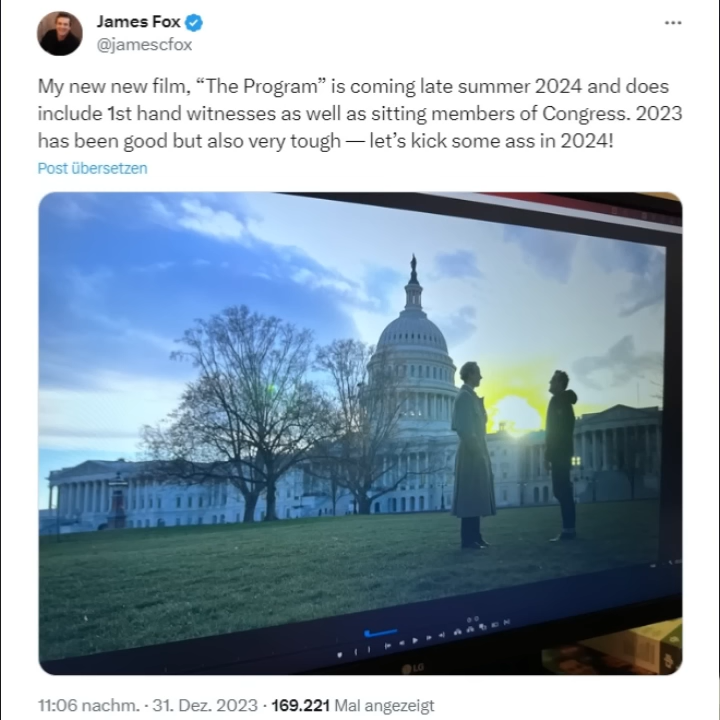 James Fox
@jamescfox
My new new film, “The Program” is coming late summer 2024 and does
include 1st hand witnesses as well as sitting members of Congress. 2023
has been good but also very tough — let’s kick some ass in 2024!
Post übersetzen
LG
11:06 nachm. · 31. Dez. 2023 · 169.221 Mal angezeigt